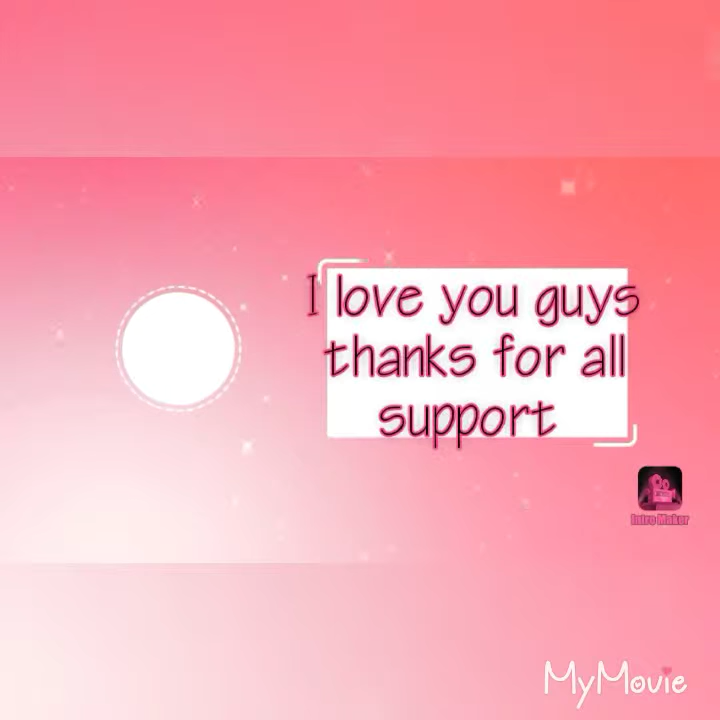 I love you guys
thanks for all
support
Intro Maker
MyMovie